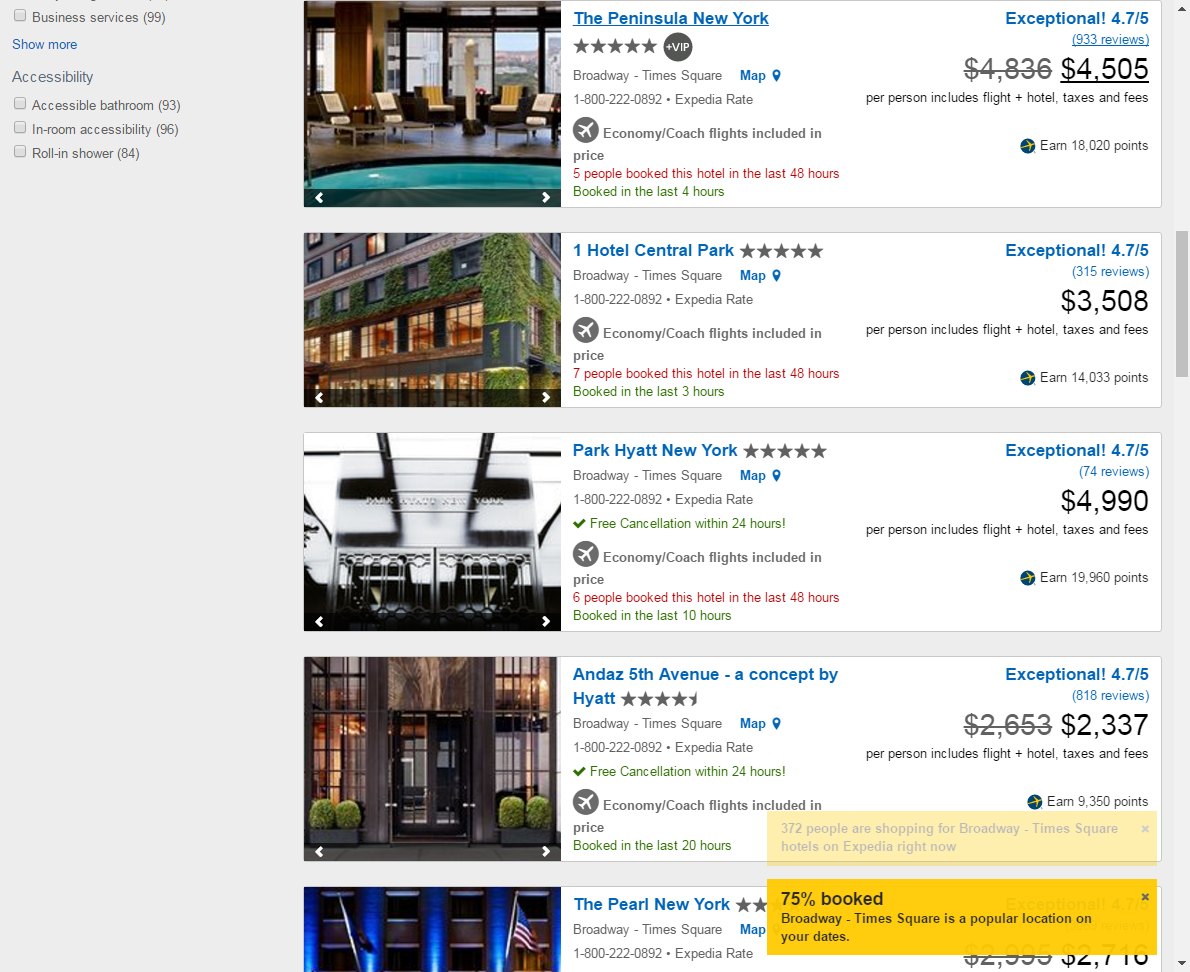 Business services (99)
Show more
Accessibility
Accessible bathroom (93)
In-room accessibility (96)
Roll-in shower (84)
The Peninsula New York
+VIP
Broadway - Times Square Map
1-800-222-0892 • Expedia Rate
Economy/Coach flights included in
price
5 people booked this hotel in the last 48 hours
Booked in the last 4 hours
Exceptional! 4.7/5
(933 reviews)
$4,836 $4,505
per person includes flight + hotel, taxes and fees
Earn 18,020 points
1 Hotel Central Park
Broadway - Times Square Map
1-800-222-0892 • Expedia Rate
Economy/Coach flights included in
price
7 people booked this hotel in the last 48 hours
Booked in the last 3 hours
Exceptional! 4.7/5
(315 reviews)
$3,508
per person includes flight + hotel, taxes and fees
Earn 14,033 points
PARK HYATT NEW YORK
Park Hyatt New York
Broadway - Times Square Map
1-800-222-0892 • Expedia Rate
Free Cancellation within 24 hours!
Economy/Coach flights included in
price
6 people booked this hotel in the last 48 hours
Booked in the last 10 hours
Exceptional! 4.7/5
(74 reviews)
$4,990
per person includes flight + hotel, taxes and fees
Earn 19,960 points
Andaz 5th Avenue - a concept by
Hyatt
Broadway - Times Square Map
1-800-222-0892 • Expedia Rate
Free Cancellation within 24 hours!
Economy/Coach flights included in
price
Booked in the last 20 hours
Exceptional! 4.7/5
(818 reviews)
$2,653 $2,337
per person includes flight + hotel, taxes and fees
Earn 9,350 points
372 people are shopping for Broadway - Times Square
hotels on Expedia right now
The Pearl New York
Broadway - Times Square Map
1-800-222-0892 • Expedia Rate
75% booked
Broadway - Times Square is a popular location on
your dates.
Exceptional! 4.7/5
$2,995 $2,716